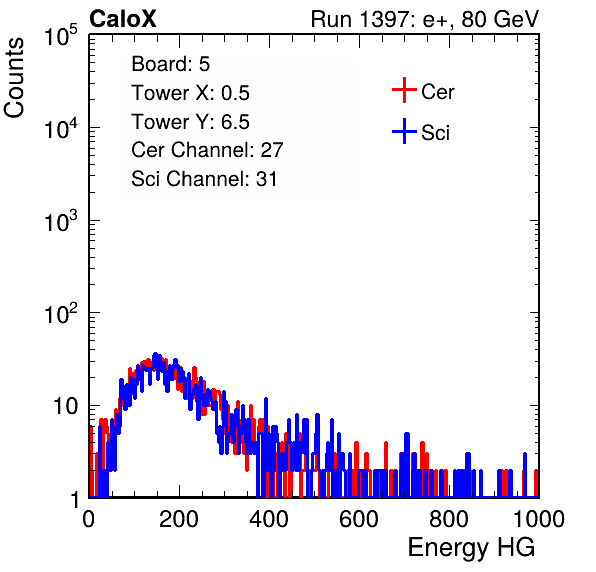 CaloX Run 1397: e+, 80 GeV
Board: 5
Tower X: 0.5
Tower Y: 6.5
Cer Channel: 27
Sci Channel: 31
Cer
Sci
Counts
10^5
10^4
10^3
10^2
10
1
0 200 400 600 800 1000
Energy HG